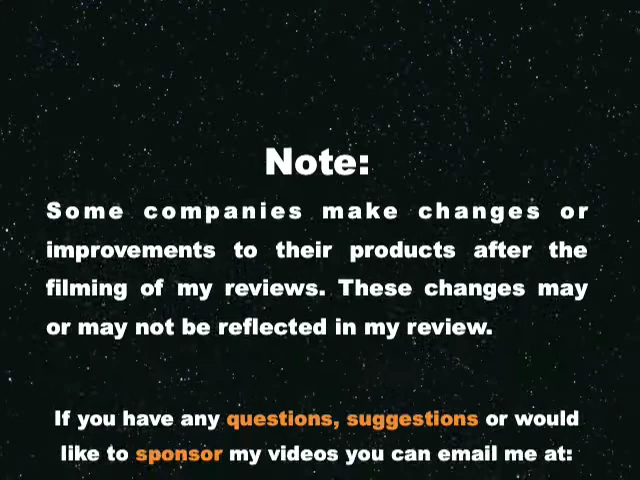 Note:
Some companies make changes or
improvements to their products after the
filming of my reviews. These changes may
or may not be reflected in my review.
If you have any questions, suggestions or would
like to sponsor my videos you can email me at: